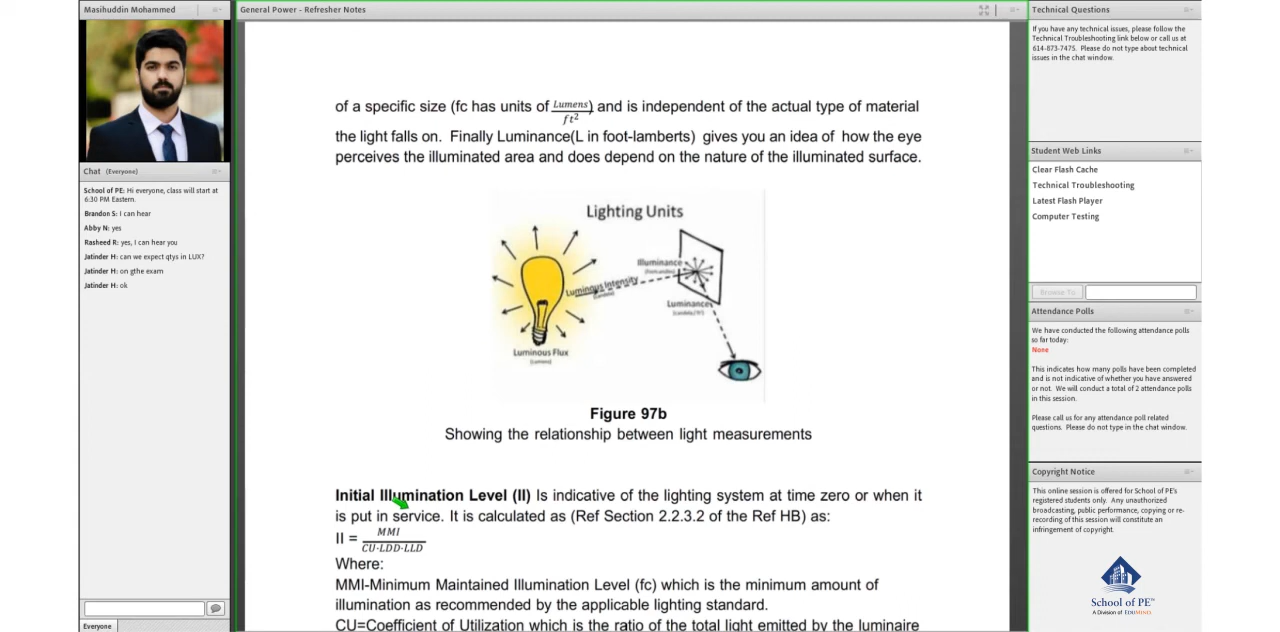 Masihuddin Mohammed
Chat (Everyone)
School of PE: Hi everyone, class will start at
6:30 PM Eastern.
Brandon S: I can hear
Abby N: yes
Rasheed R: yes, I can hear you
Jatinder H: can we expect qtys in LUX?
Jatinder H: on gthe exam
Jatinder H: ok
Everyone
General Power - Refresher Notes
of a specific size (fc has units of Lumens/ft²) and is independent of the actual type of material
the light falls on. Finally Luminance(L in foot-lamberts) gives you an idea of how the eye
perceives the illuminated area and does depend on the nature of the illuminated surface.
Lighting Units
Illuminance
Luminous Intensity
Luminance
Luminous Flux
(Lumens)
Figure 97b
Showing the relationship between light measurements
Initial Illumination Level (II) Is indicative of the lighting system at time zero or when it
is put in service. It is calculated as (Ref Section 2.2.3.2 of the Ref HB) as:
II = MMI/CU·LDD·LLD
Where:
MMI-Minimum Maintained Illumination Level (fc) which is the minimum amount of
illumination as recommended by the applicable lighting standard.
CU=Coefficient of Utilization which is the ratio of the total light emitted by the luminaire
Technical Questions
If you have any technical issues, please follow the
Technical Troubleshooting link below or call us at
614-873-7475. Please do not type about technical
issues in the chat window.
Student Web Links
Clear Flash Cache
Technical Troubleshooting
Latest Flash Player
Computer Testing
Browse To
Attendance Polls
We have conducted the following attendance polls
so far today:
None
This indicates how many polls have been completed
and is not indicative of whether you have answered
or not. We will conduct a total of 2 attendance polls
in this session.
Please call us for any attendance poll related
questions. Please do not type in the chat window.
Copyright Notice
This online session is offered for School of PE's
registered students only. Any unauthorized
broadcasting, public performance, copying or re-
recording of this session will constitute an
infringement of copyright.
School of PE™
A Division of EDUMINDS